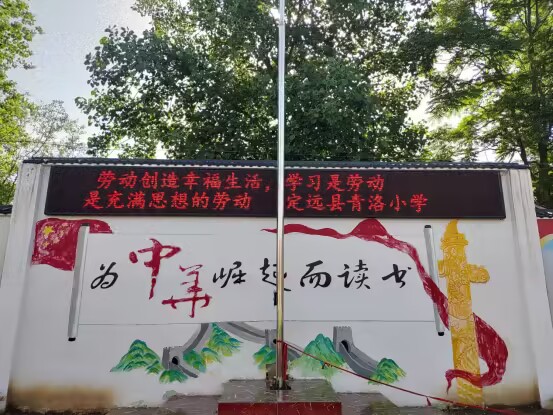 劳动创造幸福生活，学习是劳动
是充满思想的劳动 定远县青洛小学
为中华崛起而读书